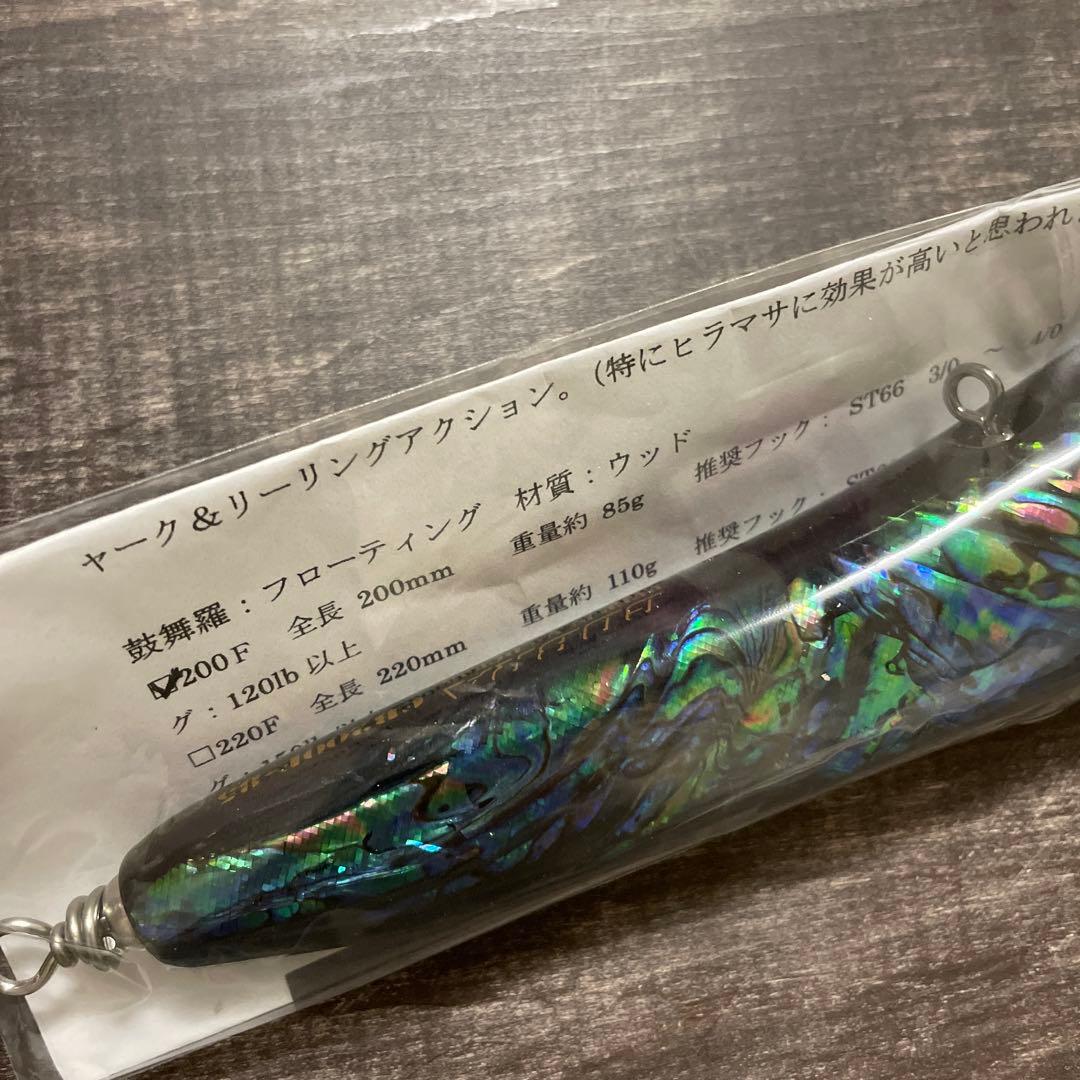 ャーク＆リーリングアクション。（特にヒラマサに効果が高いと思われ
鼓舞羅：フローティング　材質：ウッド
☑200F　全長 200mm　重量約 85g　推奨フック：ST66　3/0　～　4/0
グ：120lb 以上
□220F　全長 220mm　重量約 110g　推奨フック：